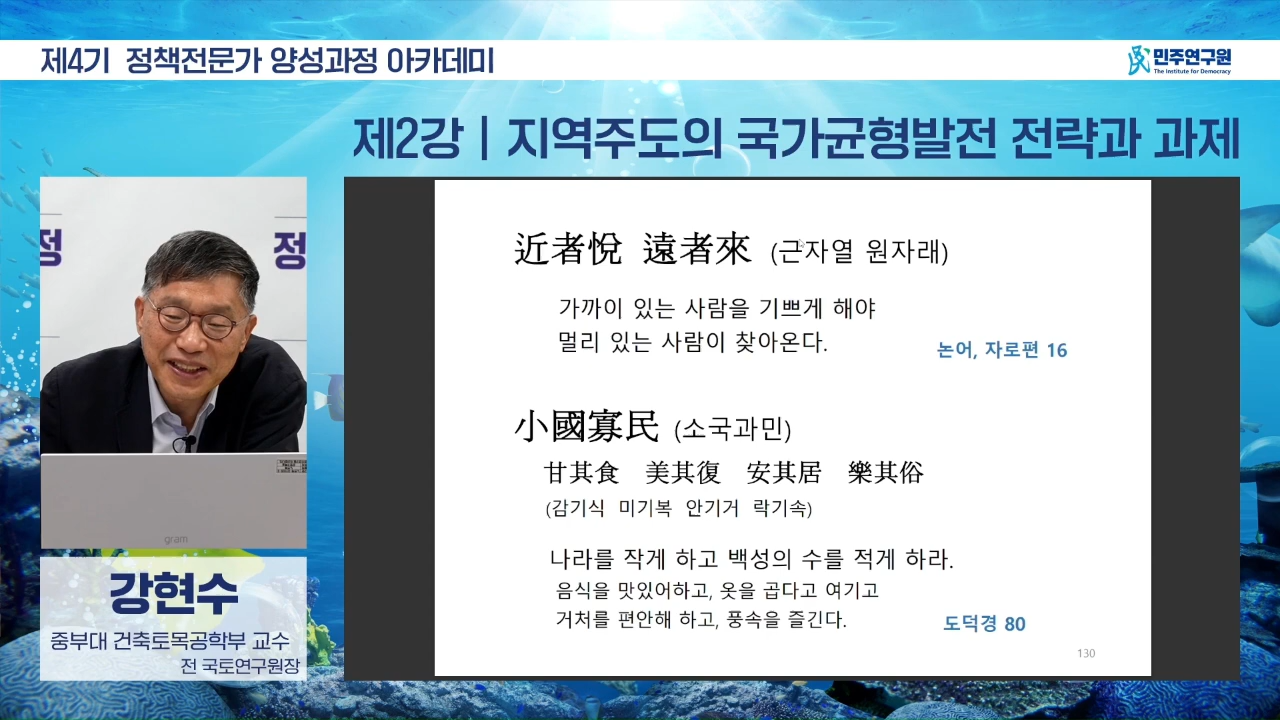 제4기 정책전문가 양성과정 아카데미
민주연구원
The Institute for Democracy
제2강 | 지역주도의 국가균형발전 전략과 과제
정
정
gram
강현수
중부대 건축토목공학부 교수
전 국토연구원장
近者悅 遠者來 (근자열 원자래)
가까이 있는 사람을 기쁘게 해야
멀리 있는 사람이 찾아온다.
논어, 자로편 16
小國寡民 (소국과민)
甘其食 美其復 安其居 樂其俗
(감기식 미기복 안기거 락기속)
나라를 작게 하고 백성의 수를 적게 하라.
음식을 맛있어하고, 옷을 곱다고 여기고
거처를 편안해 하고, 풍속을 즐긴다.
도덕경 80
130